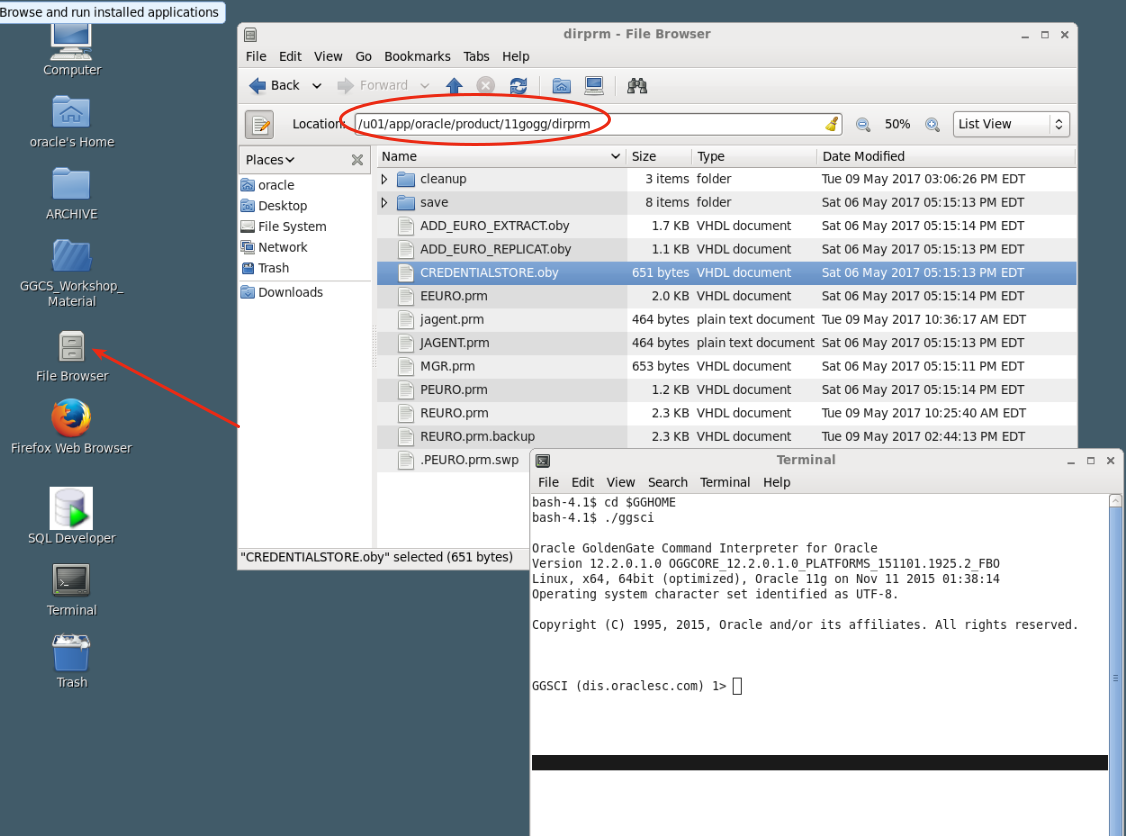 Browse and run installed applications
Computer
oracle's Home
ARCHIVE
GGCS_Workshop_
Material
File Browser
Firefox Web Browser
SQL Developer
Terminal
Trash
dirprm - File Browser
File Edit View Go Bookmarks Tabs Help
Back Forward
Location: /u01/app/oracle/product/11gogg/dirprm 50% List View
Places
oracle
Desktop
File System
Network
Trash
Downloads
Name Size Type Date Modified
cleanup 3 items folder Tue 09 May 2017 03:06:26 PM EDT
save 8 items folder Sat 06 May 2017 05:15:13 PM EDT
ADD_EURO_EXTRACT.oby 1.7 KB VHDL document Sat 06 May 2017 05:15:14 PM EDT
ADD_EURO_REPLICAT.oby 1.1 KB VHDL document Sat 06 May 2017 05:15:13 PM EDT
CREDENTIALSTORE.oby 651 bytes VHDL document Sat 06 May 2017 05:15:13 PM EDT
EEURO.prm 2.0 KB VHDL document Sat 06 May 2017 05:15:14 PM EDT
jagent.prm 464 bytes plain text document Tue 09 May 2017 10:36:17 AM EDT
JAGENT.prm 464 bytes plain text document Sat 06 May 2017 05:15:13 PM EDT
MGR.prm 653 bytes VHDL document Sat 06 May 2017 05:15:11 PM EDT
PEURO.prm 1.2 KB VHDL document Sat 06 May 2017 05:15:14 PM EDT
REURO.prm 2.3 KB VHDL document Tue 09 May 2017 10:25:40 AM EDT
REURO.prm.backup 2.3 KB VHDL document Tue 09 May 2017 02:44:13 PM EDT
.PEURO.prm.swp
"CREDENTIALSTORE.oby" selected (651 bytes)
Terminal
File Edit View Search Terminal Help
bash-4.1$ cd $GGHOME
bash-4.1$ ./ggsci
Oracle GoldenGate Command Interpreter for Oracle
Version 12.2.0.1.0 OGGCORE_12.2.0.1.0_PLATFORMS_151101.1925.2_FBO
Linux, x64, 64bit (optimized), Oracle 11g on Nov 11 2015 01:38:14
Operating system character set identified as UTF-8.
Copyright (C) 1995, 2015, Oracle and/or its affiliates. All rights reserved.
GGSCI (dis.oraclesc.com) 1>